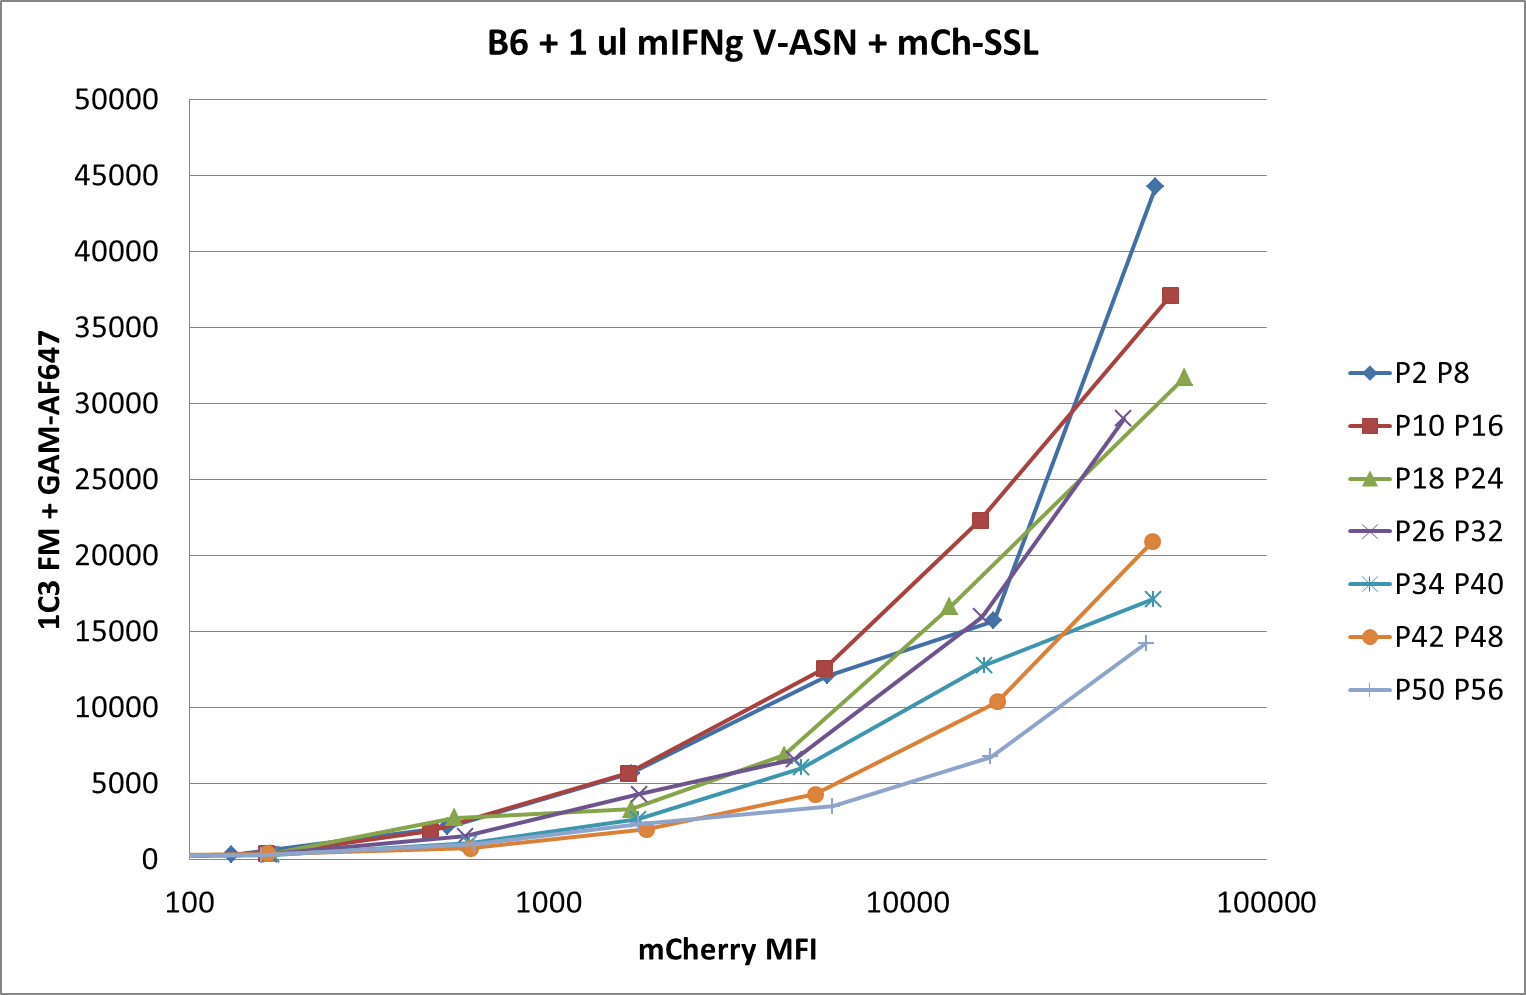 B6 + 1 ul mIFNg V-ASN + mCh-SSL
50000
45000
40000
35000
30000
25000
20000
15000
10000
5000
0
1C3 FM + GAM-AF647
100 1000 10000 100000
mCherry MFI
P2 P8
P10 P16
P18 P24
P26 P32
P34 P40
P42 P48
P50 P56